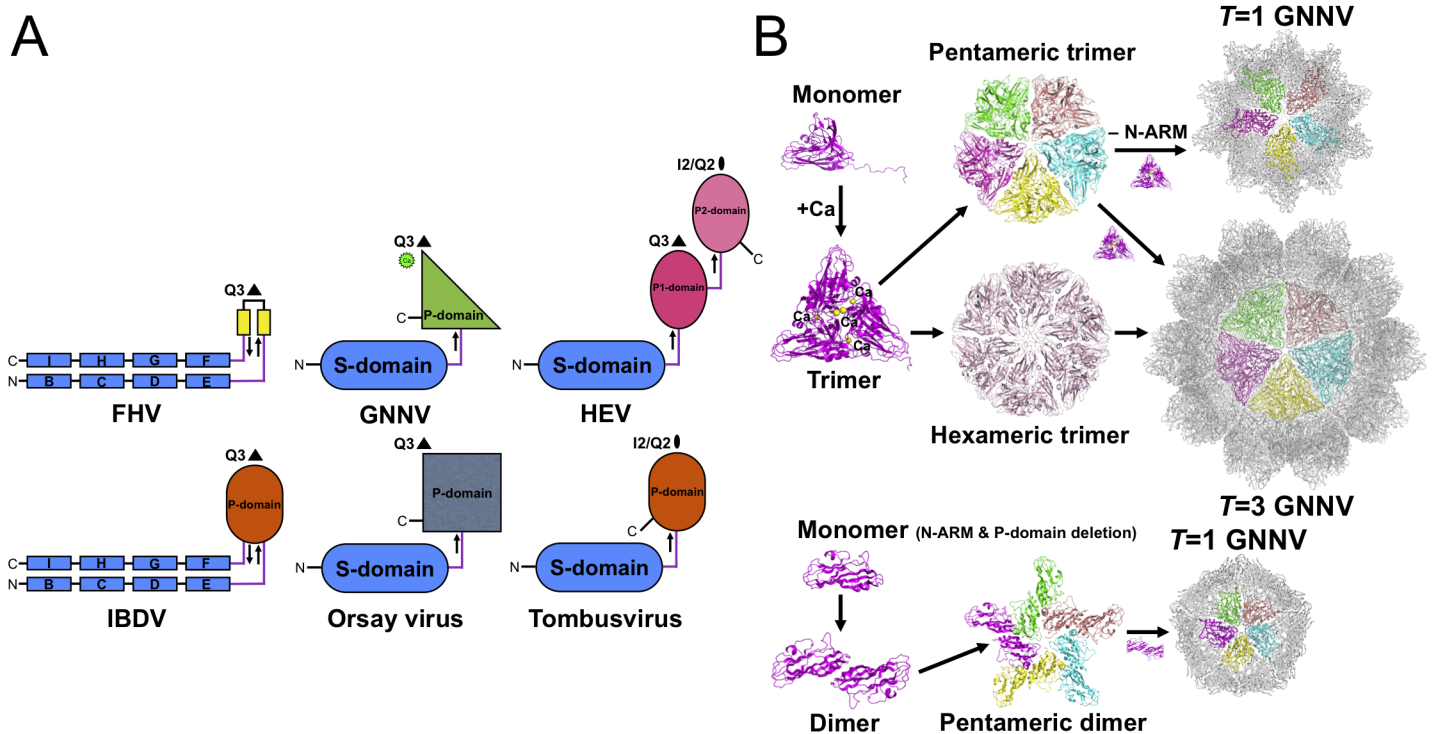 A
Q3
C I H G F
N B C D E
FHV
Q3
Ca
P-domain
C
N S-domain
GNNV
I2/Q2
P2-domain
C
Q3
P1-domain
N S-domain
HEV
Q3
P-domain
C I H G F
N B C D E
IBDV
Q3
P-domain
C
N S-domain
Orsay virus
I2/Q2
P-domain
C
N S-domain
Tombusvirus
B
Monomer
+Ca
Ca
Ca
Ca
Ca
Trimer
Pentameric trimer
– N-ARM
T=1 GNNV
Hexameric trimer
T=3 GNNV
Monomer (N-ARM & P-domain deletion)
Dimer
Pentameric dimer
T=1 GNNV